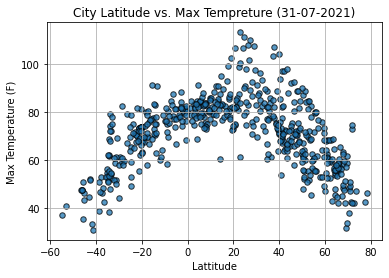 City Latitude vs. Max Tempreture (31-07-2021)
Max Temperature (F)
100
80
60
40
−60 −40 −20 0 20 40 60 80
Lattitude